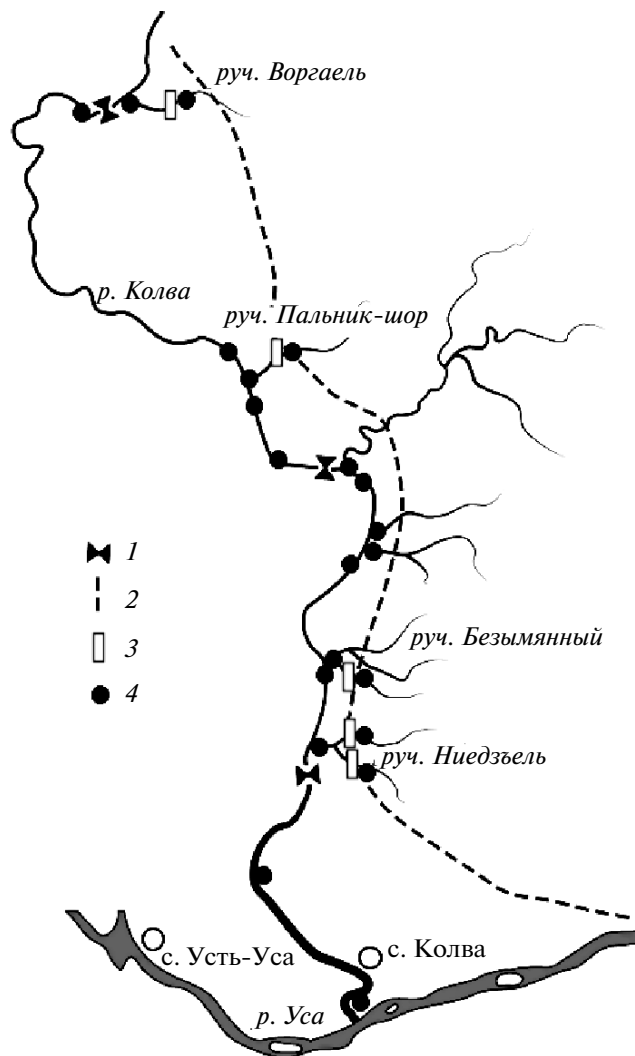 руч. Воргаель
р. Колва
руч. Пальник-шор
1
2
3
4
руч. Безымянный
руч. Ниедзъель
с. Усть-Уса
с. Колва
р. Уса